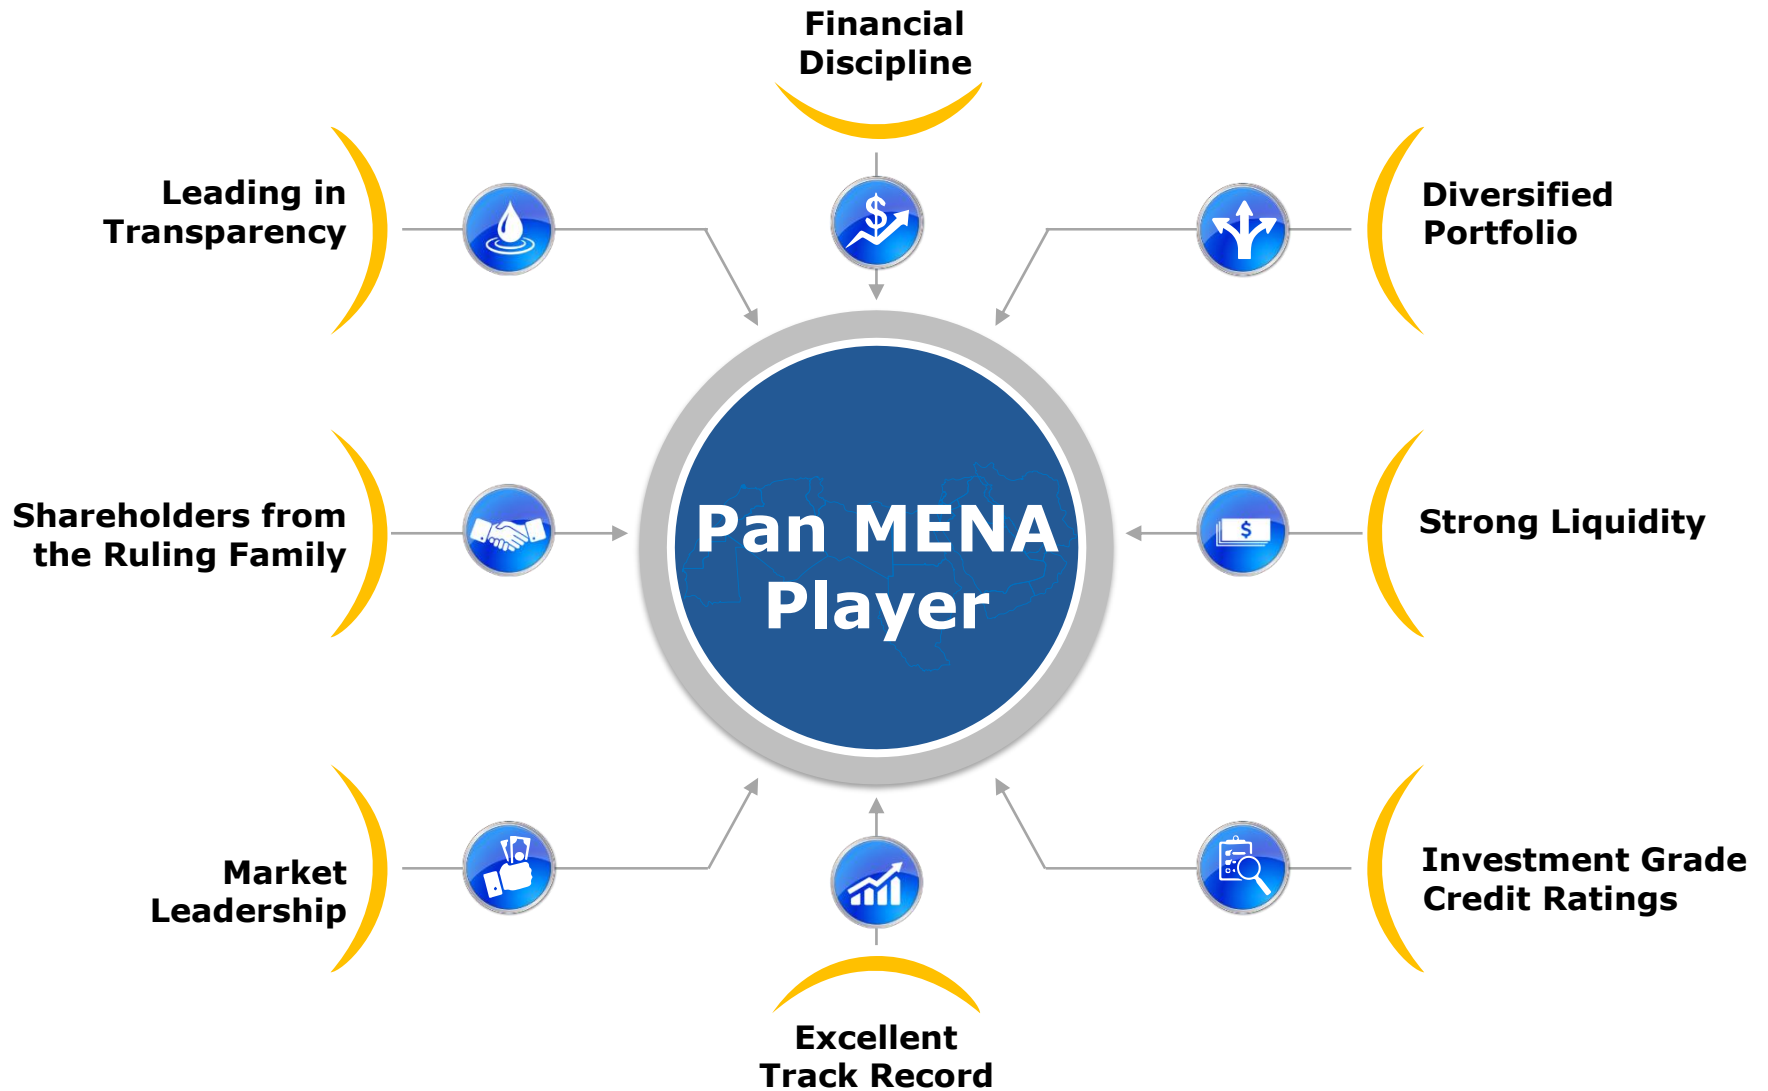 Financial
Discipline
Leading in
Transparency
Diversified
Portfolio
Shareholders from
the Ruling Family
Pan MENA
Player
Strong Liquidity
Market
Leadership
Investment Grade
Credit Ratings
Excellent
Track Record
$
$